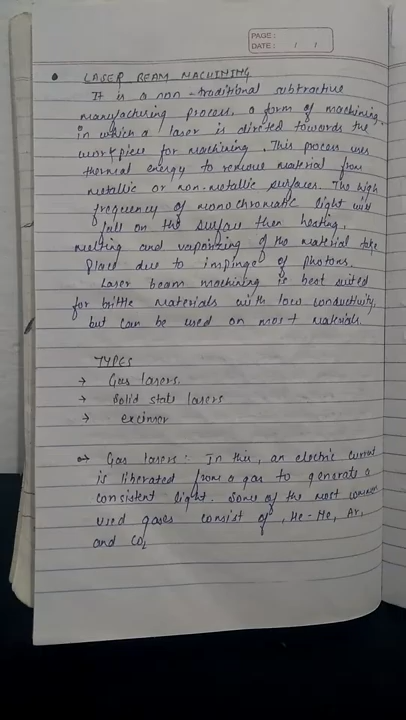 PAGE :
DATE : / /
• LASER BEAM MACHINING
It is a non-traditional subtractive
manufacturing process, a form of machining,
in which a laser is directed towards the
workpiece for machining. This process uses
thermal energy to remove material from
metallic or non-metallic surfaces. The high
frequency of monochromatic light will
fall on the surface then heating,
melting and vaporizing of the material take
place due to impinge of photons.
Laser beam machining is best suited
for brittle materials with low conductivity,
but can be used on most materials.
TYPES
→ Gas lasers.
→ Solid state lasers
→ excimer
⇒ Gas lasers : In this, an electric current
is liberated from a gas to generate a
consistent light. Some of the most common
used gases consist of , He-He, Ar,
and CO2